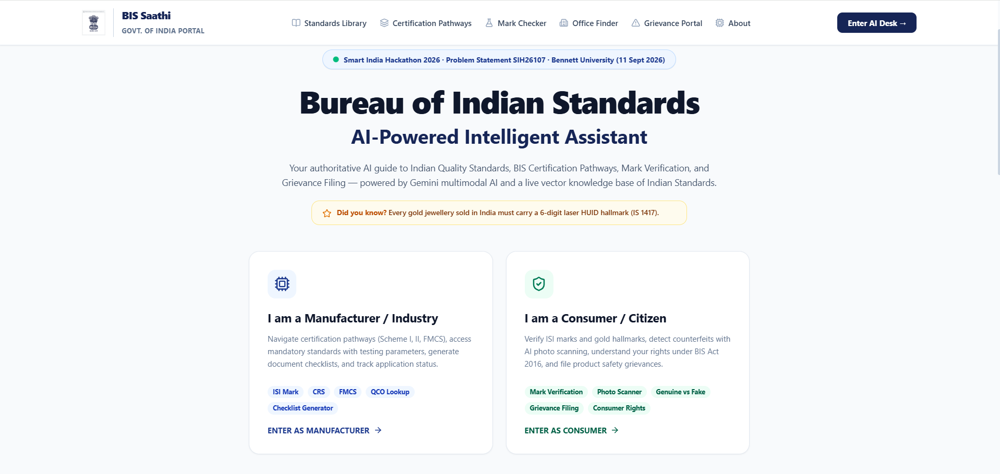 BIS Saathi
GOVT. OF INDIA PORTAL
Standards Library
Certification Pathways
Mark Checker
Office Finder
Grievance Portal
About
Enter AI Desk →
Smart India Hackathon 2026 · Problem Statement SIH26107 · Bennett University (11 Sept 2026)
Bureau of Indian Standards
AI-Powered Intelligent Assistant
Your authoritative AI guide to Indian Quality Standards, BIS Certification Pathways, Mark Verification, and
Grievance Filing — powered by Gemini multimodal AI and a live vector knowledge base of Indian Standards.
Did you know? Every gold jewellery sold in India must carry a 6-digit laser HUID hallmark (IS 1417).
I am a Manufacturer / Industry
Navigate certification pathways (Scheme I, II, FMCS), access
mandatory standards with testing parameters, generate
document checklists, and track application status.
ISI Mark
CRS
FMCS
QCO Lookup
Checklist Generator
ENTER AS MANUFACTURER →
I am a Consumer / Citizen
Verify ISI marks and gold hallmarks, detect counterfeits with
AI photo scanning, understand your rights under BIS Act
2016, and file product safety grievances.
Mark Verification
Photo Scanner
Genuine vs Fake
Grievance Filing
Consumer Rights
ENTER AS CONSUMER →